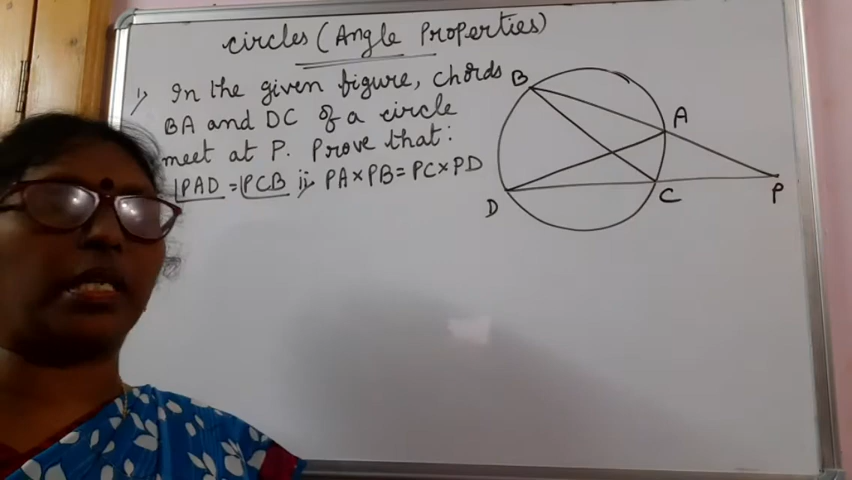 circles (Angle Properties)
1) In the given figure, chords
BA and DC of a circle
meet at P. Prove that:
∠PAD = ∠PCB ii) PA×PB = PC×PD
B
A
D
C
P